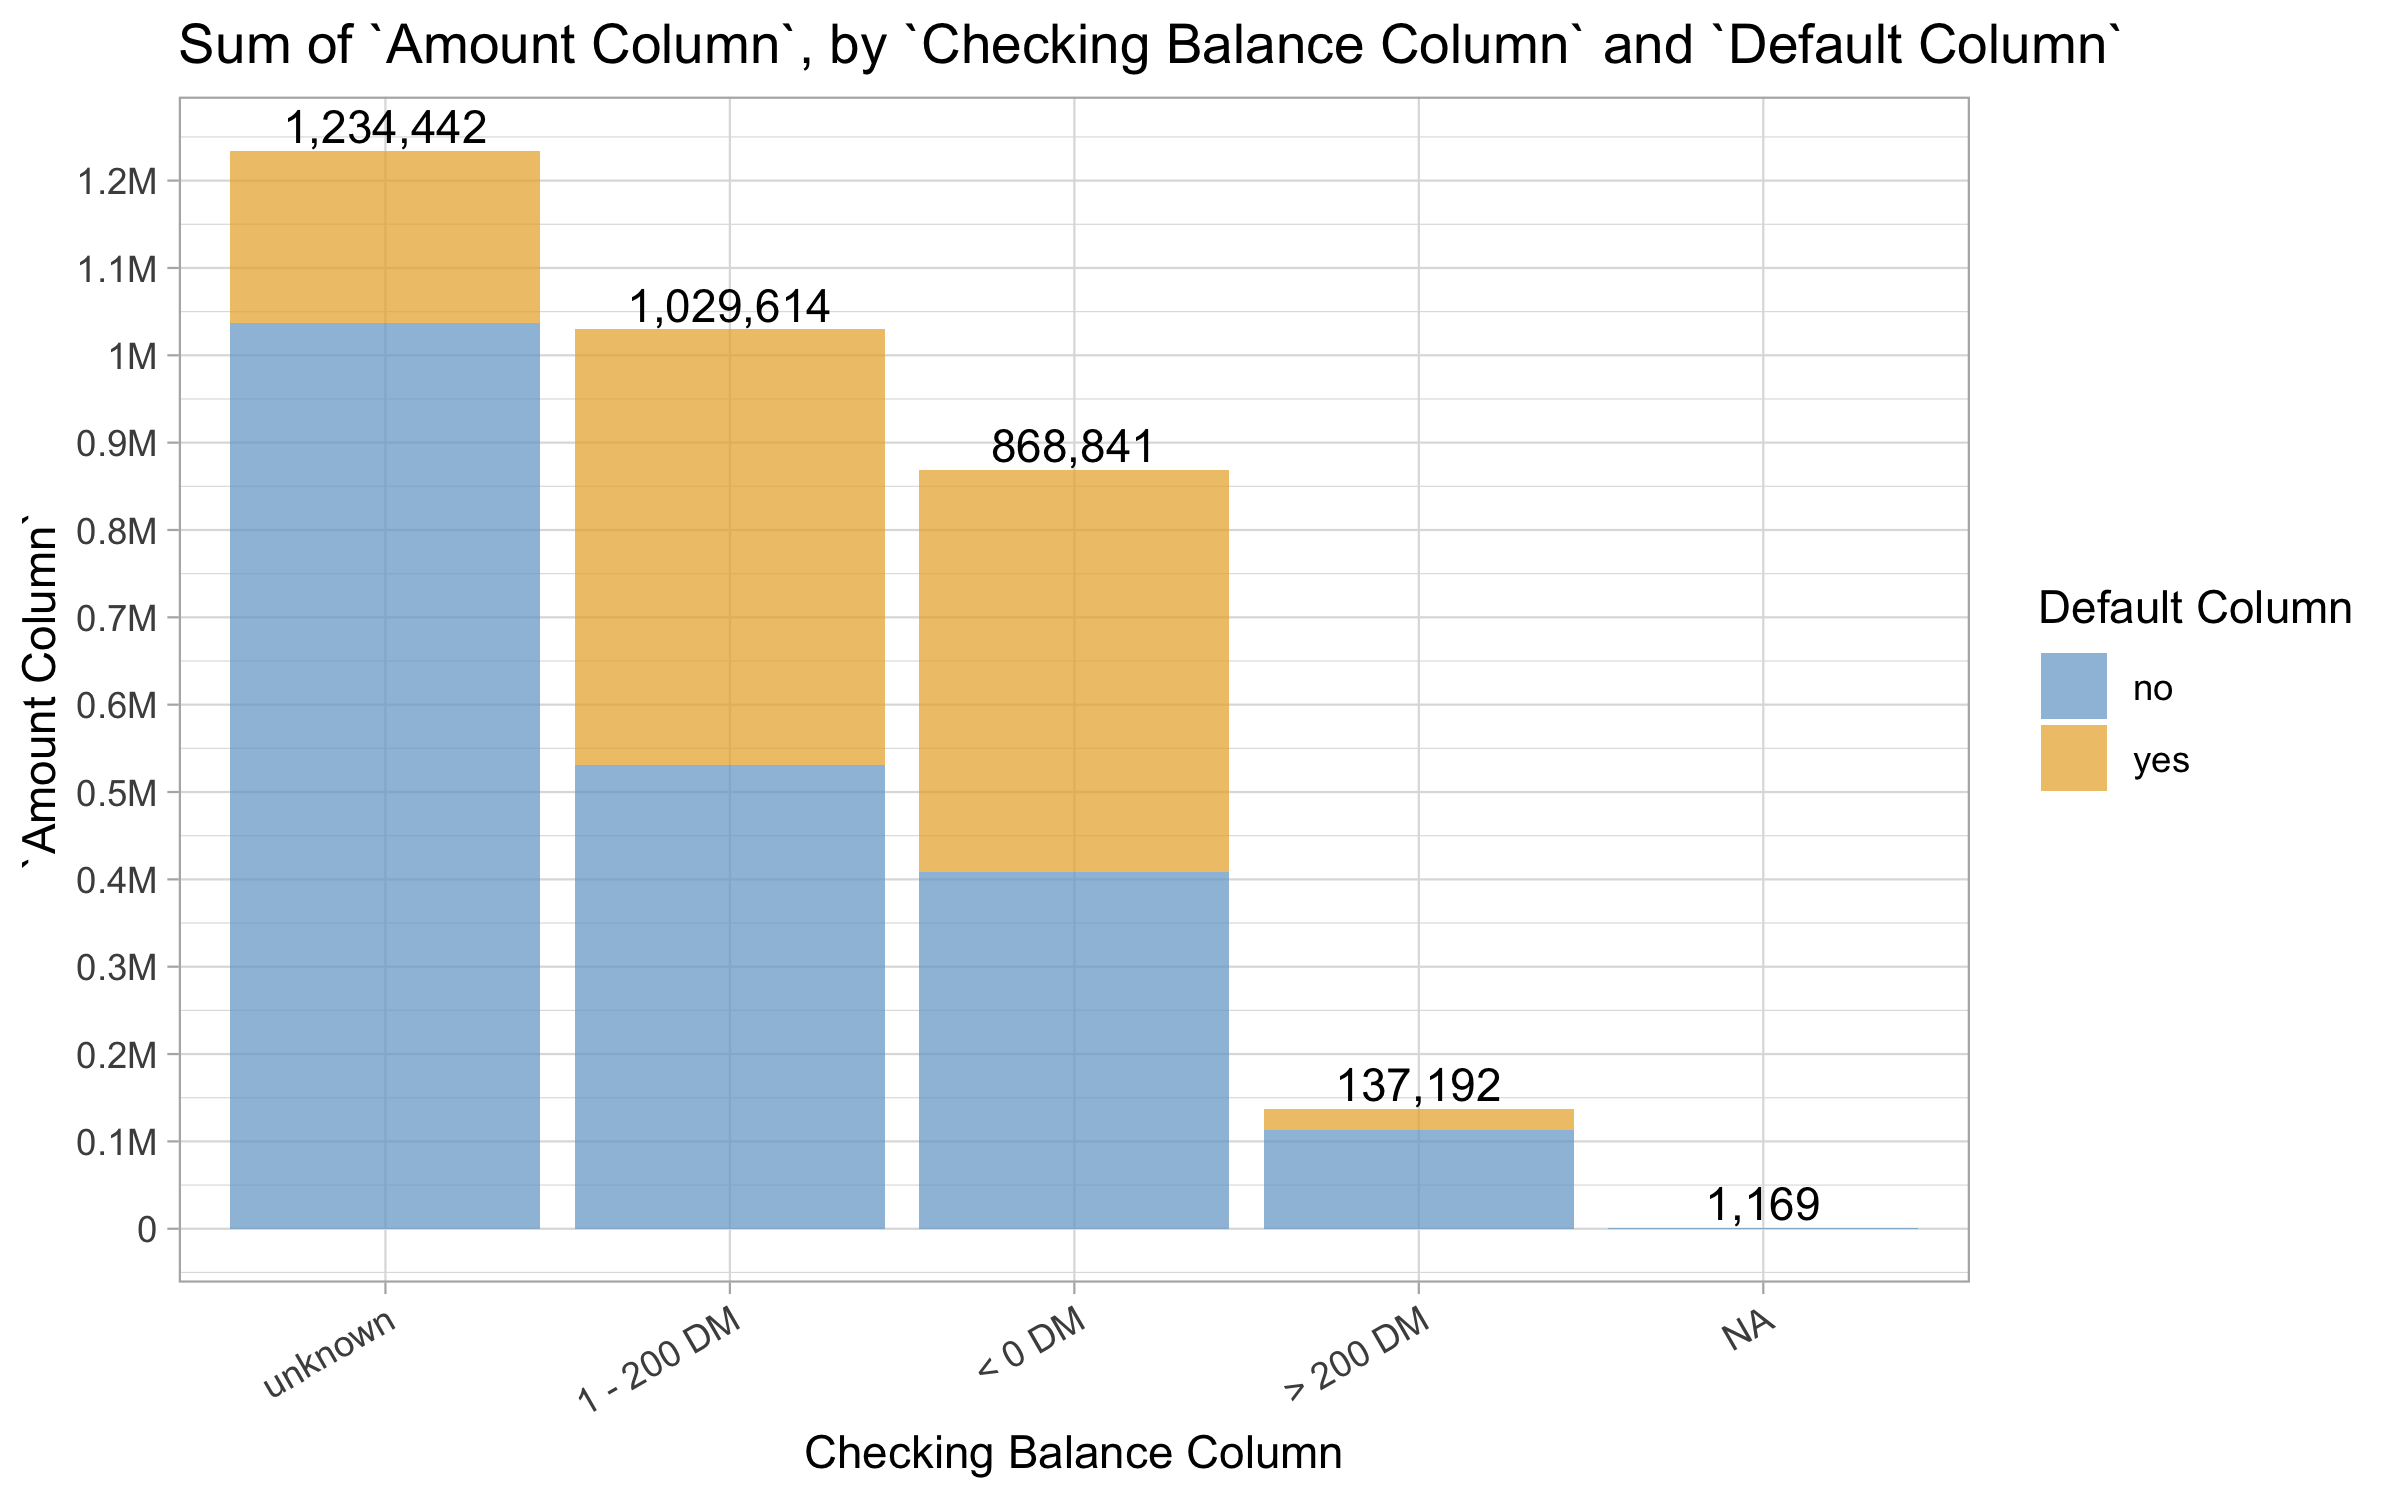 Sum of `Amount Column`, by `Checking Balance Column` and `Default Column`
1,234,442
1,029,614
868,841
137,192
1,169
1.2M
1.1M
1M
0.9M
0.8M
0.7M
0.6M
0.5M
0.4M
0.3M
0.2M
0.1M
0
`Amount Column`
unknown
1 - 200 DM
< 0 DM
> 200 DM
NA
Checking Balance Column
Default Column
no
yes